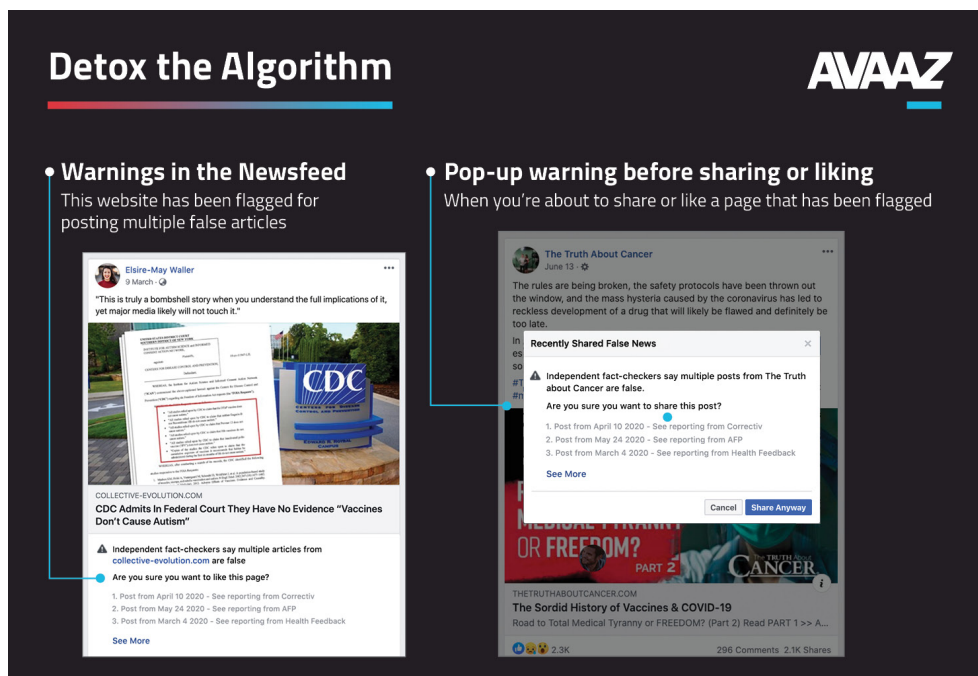 Detox the Algorithm
AVAAZ
Warnings in the Newsfeed
This website has been flagged for
posting multiple false articles
Elsire-May Waller
9 March
"This is truly a bombshell story when you understand the full implications of it,
yet major media likely will not touch it."
CDC
COLLECTIVE-EVOLUTION.COM
CDC Admits In Federal Court They Have No Evidence “Vaccines
Don’t Cause Autism”
Independent fact-checkers say multiple articles from
collective-evolution.com are false
Are you sure you want to like this page?
1. Post from April 10 2020 - See reporting from Correctiv
2. Post from May 24 2020 - See reporting from AFP
3. Post from March 4 2020 - See reporting from Health Feedback
See More
Pop-up warning before sharing or liking
When you’re about to share or like a page that has been flagged
The Truth About Cancer
June 13
The rules are being broken, the safety protocols have been thrown out
the window, and the mass hysteria caused by the coronavirus has led to
reckless development of a drug that will likely be flawed and definitely be
too late.
In
Recently Shared False News
Independent fact-checkers say multiple posts from The Truth
about Cancer are false.
Are you sure you want to share this post?
1. Post from April 10 2020 - See reporting from Correctiv
2. Post from May 24 2020 - See reporting from AFP
3. Post from March 4 2020 - See reporting from Health Feedback
See More
Cancel
Share Anyway
MEDICAL TYRANNY
OR FREEDOM?
PART 2
The TRUTH About
CANCER
THETRUTHABOUTCANCER.COM
The Sordid History of Vaccines & COVID-19
Road to Total Medical Tyranny or FREEDOM? (Part 2) Read PART 1 >> A...
2.3K
296 Comments 2.1K Shares